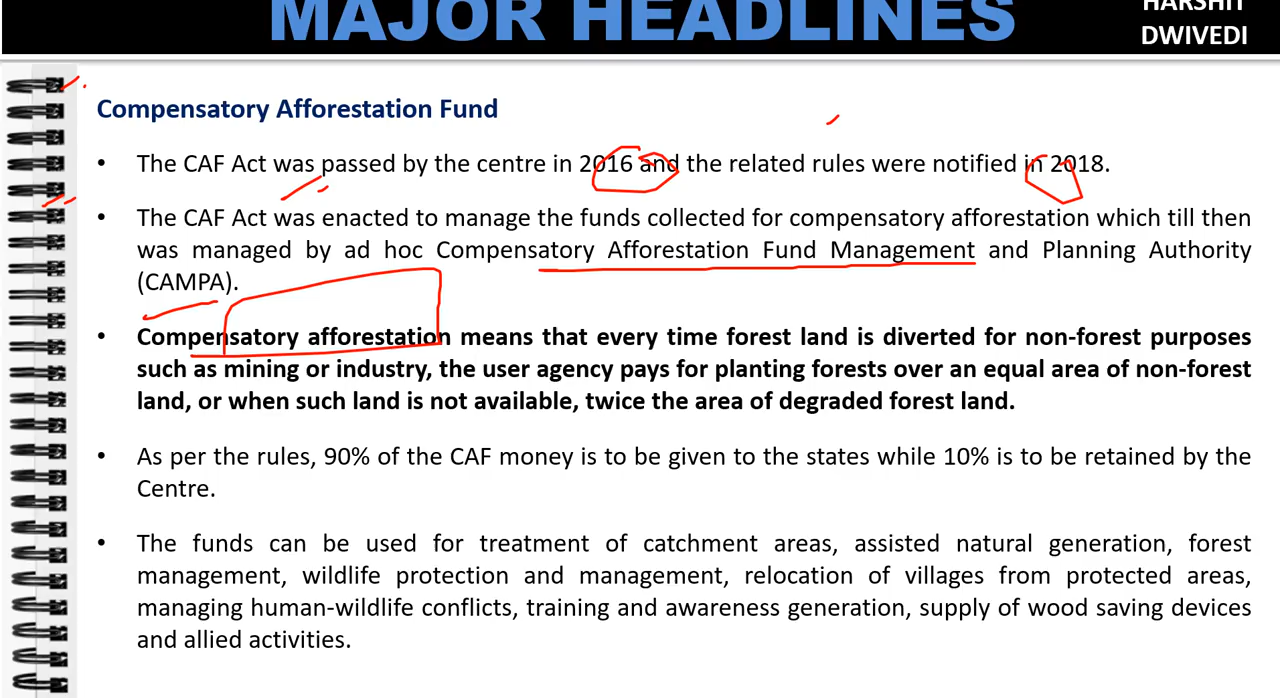 MAJOR HEADLINES
HARSHIT
DWIVEDI
Compensatory Afforestation Fund
• The CAF Act was passed by the centre in 2016 and the related rules were notified in 2018.
• The CAF Act was enacted to manage the funds collected for compensatory afforestation which till then
was managed by ad hoc Compensatory Afforestation Fund Management and Planning Authority
(CAMPA).
• Compensatory afforestation means that every time forest land is diverted for non-forest purposes
such as mining or industry, the user agency pays for planting forests over an equal area of non-forest
land, or when such land is not available, twice the area of degraded forest land.
• As per the rules, 90% of the CAF money is to be given to the states while 10% is to be retained by the
Centre.
• The funds can be used for treatment of catchment areas, assisted natural generation, forest
management, wildlife protection and management, relocation of villages from protected areas,
managing human-wildlife conflicts, training and awareness generation, supply of wood saving devices
and allied activities.